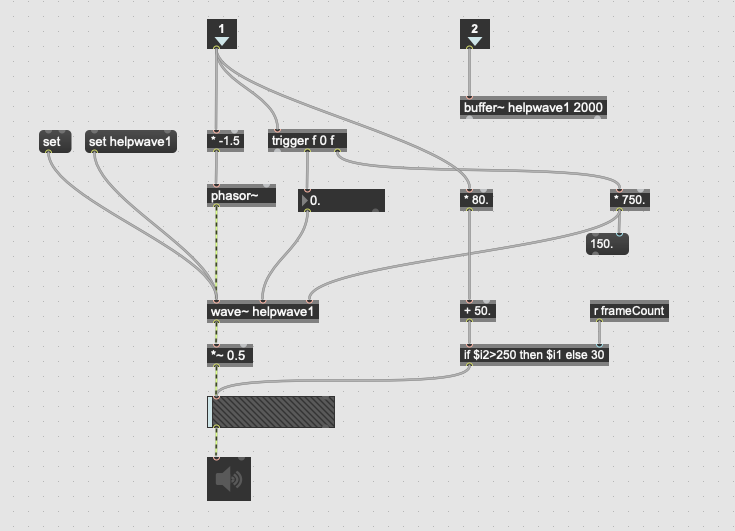 1
2
buffer~ helpwave1 2000
set
set helpwave1
* -1.5
trigger f 0 f
phasor~
0.
* 80.
* 750.
150.
wave~ helpwave1
+ 50.
r frameCount
*~ 0.5
if $i2>250 then $i1 else 30